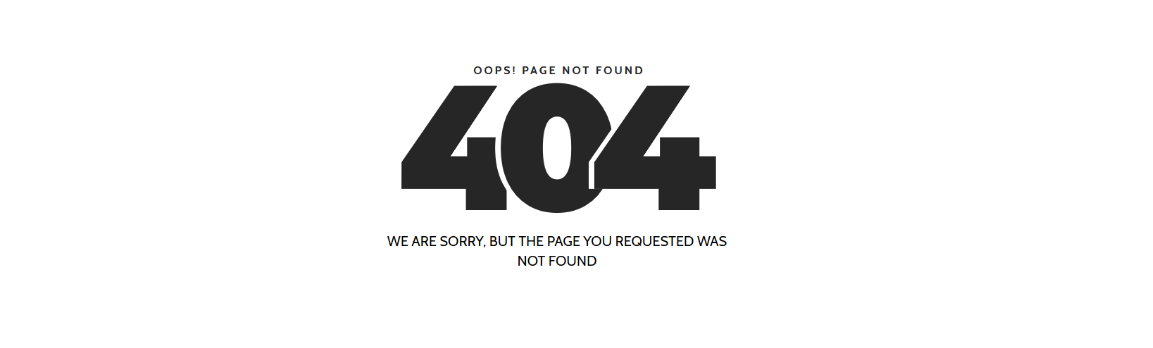 OOPS! PAGE NOT FOUND
404
WE ARE SORRY, BUT THE PAGE YOU REQUESTED WAS
NOT FOUND